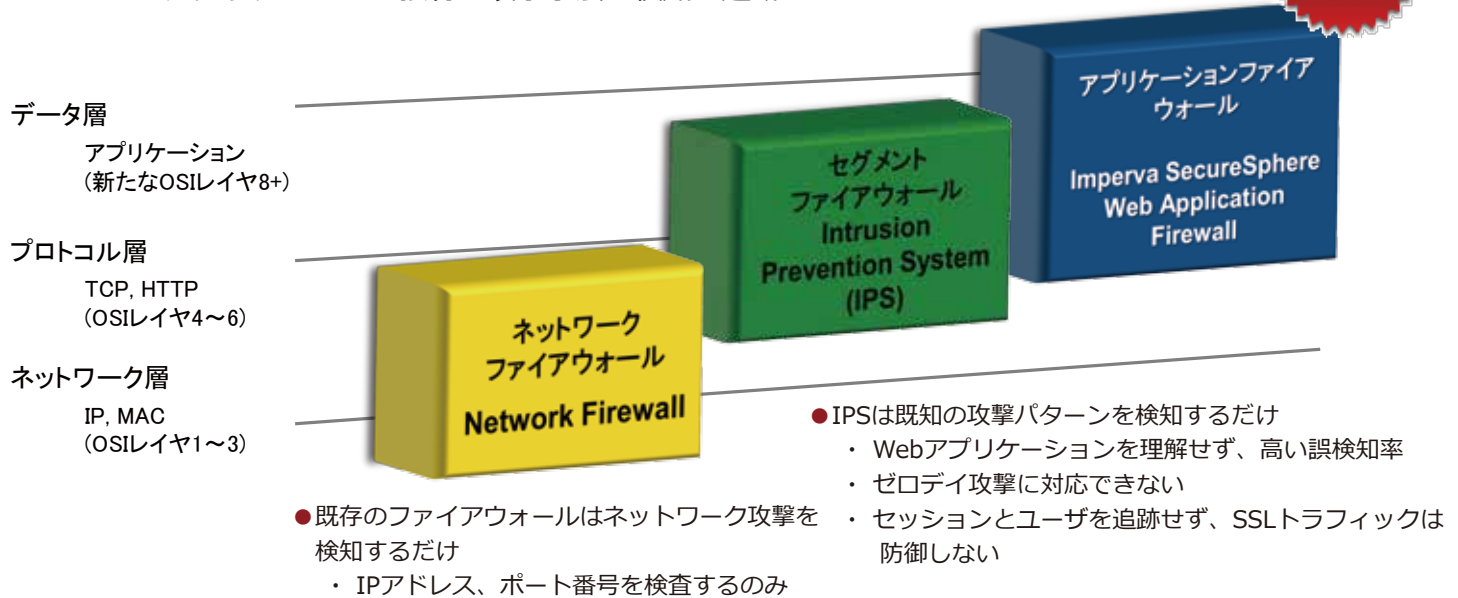 データ層
アプリケーション
(新たなOSIレイヤ8+)
プロトコル層
TCP, HTTP
(OSIレイヤ4~6)
ネットワーク層
IP, MAC
(OSIレイヤ1~3)
ネットワーク
ファイアウォール
Network Firewall
セグメント
ファイアウォール
Intrusion
Prevention System
(IPS)
アプリケーションファイア
ウォール
Imperva SecureSphere
Web Application
Firewall
●既存のファイアウォールはネットワーク攻撃を
検知するだけ
・ IPアドレス、ポート番号を検査するのみ
●IPSは既知の攻撃パターンを検知するだけ
・ Webアプリケーションを理解せず、高い誤検知率
・ ゼロデイ攻撃に対応できない
・ セッションとユーザを追跡せず、SSLトラフィックは
防御しない